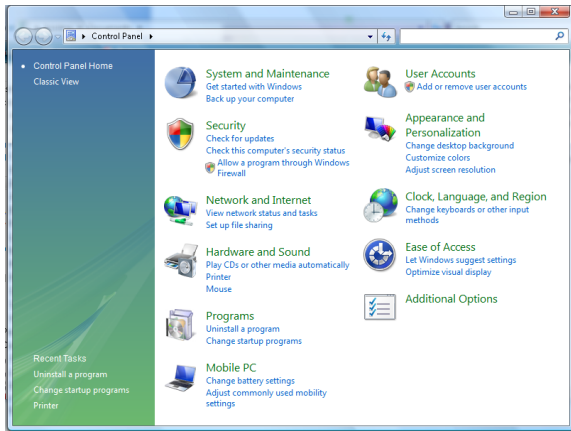 Control Panel
Control Panel Home
Classic View
Recent Tasks
Uninstall a program
Change startup programs
Printer
System and Maintenance
Get started with Windows
Back up your computer
Security
Check for updates
Check this computer's security status
Allow a program through Windows
Firewall
Network and Internet
View network status and tasks
Set up file sharing
Hardware and Sound
Play CDs or other media automatically
Printer
Mouse
Programs
Uninstall a program
Change startup programs
Mobile PC
Change battery settings
Adjust commonly used mobility
settings
User Accounts
Add or remove user accounts
Appearance and
Personalization
Change desktop background
Customize colors
Adjust screen resolution
Clock, Language, and Region
Change keyboards or other input
methods
Ease of Access
Let Windows suggest settings
Optimize visual display
Additional Options